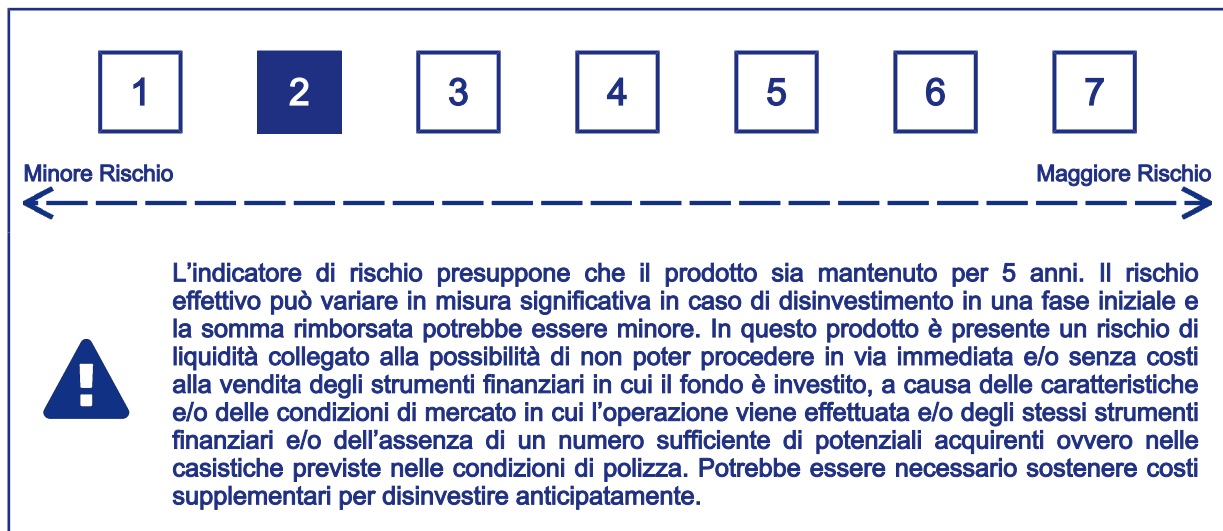 1 2 3 4 5 6 7
Minore Rischio Maggiore Rischio
L'indicatore di rischio presuppone che il prodotto sia mantenuto per 5 anni. Il rischio
effettivo può variare in misura significativa in caso di disinvestimento in una fase iniziale e
la somma rimborsata potrebbe essere minore. In questo prodotto è presente un rischio di
liquidità collegato alla possibilità di non poter procedere in via immediata e/o senza costi
alla vendita degli strumenti finanziari in cui il fondo è investito, a causa delle caratteristiche
e/o delle condizioni di mercato in cui l'operazione viene effettuata e/o degli stessi strumenti
finanziari e/o dell'assenza di un numero sufficiente di potenziali acquirenti ovvero nelle
casistiche previste nelle condizioni di polizza. Potrebbe essere necessario sostenere costi
supplementari per disinvestire anticipatamente.